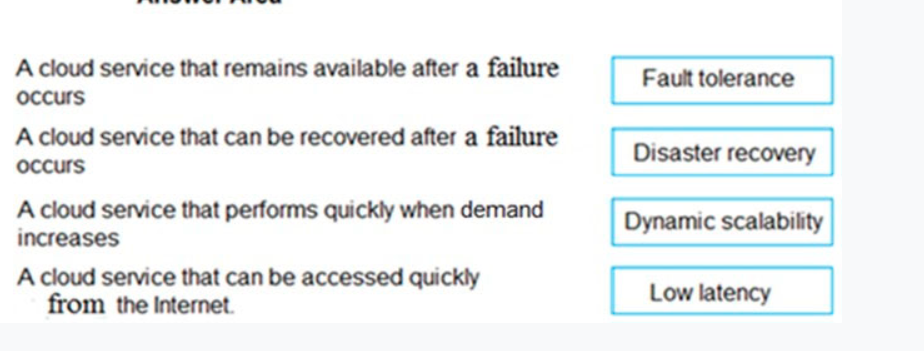 Answer Area
A cloud service that remains available after a failure
occurs
Fault tolerance
A cloud service that can be recovered after a failure
occurs
Disaster recovery
A cloud service that performs quickly when demand
increases
Dynamic scalability
A cloud service that can be accessed quickly
from the Internet.
Low latency